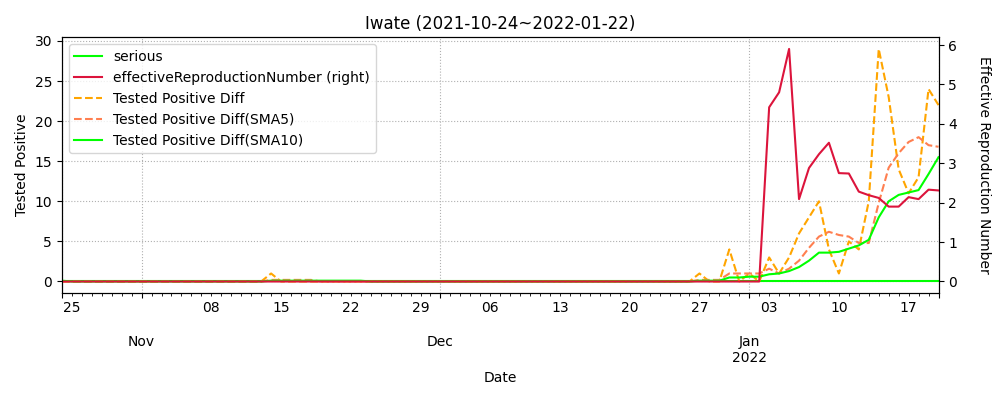 Iwate (2021-10-24~2022-01-22)
serious
effectiveReproductionNumber (right)
Tested Positive Diff
Tested Positive Diff(SMA5)
Tested Positive Diff(SMA10)
Tested Positive
30
25
20
15
10
5
0
6
5
4
3
2
1
0
Effective Reproduction Number
25 08 15 22 29 06 13 20 27 03 10 17
Nov Dec Jan
2022
Date